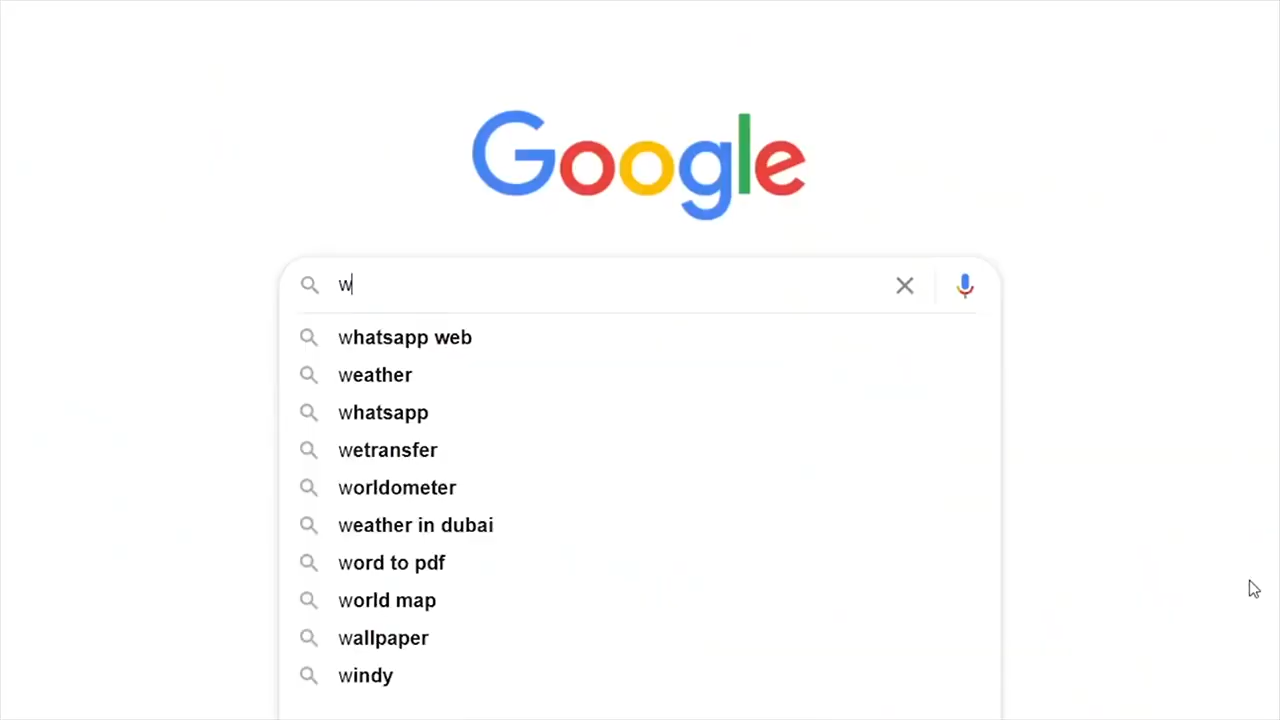 Google
w
whatsapp web
weather
whatsapp
wetransfer
worldometer
weather in dubai
word to pdf
world map
wallpaper
windy